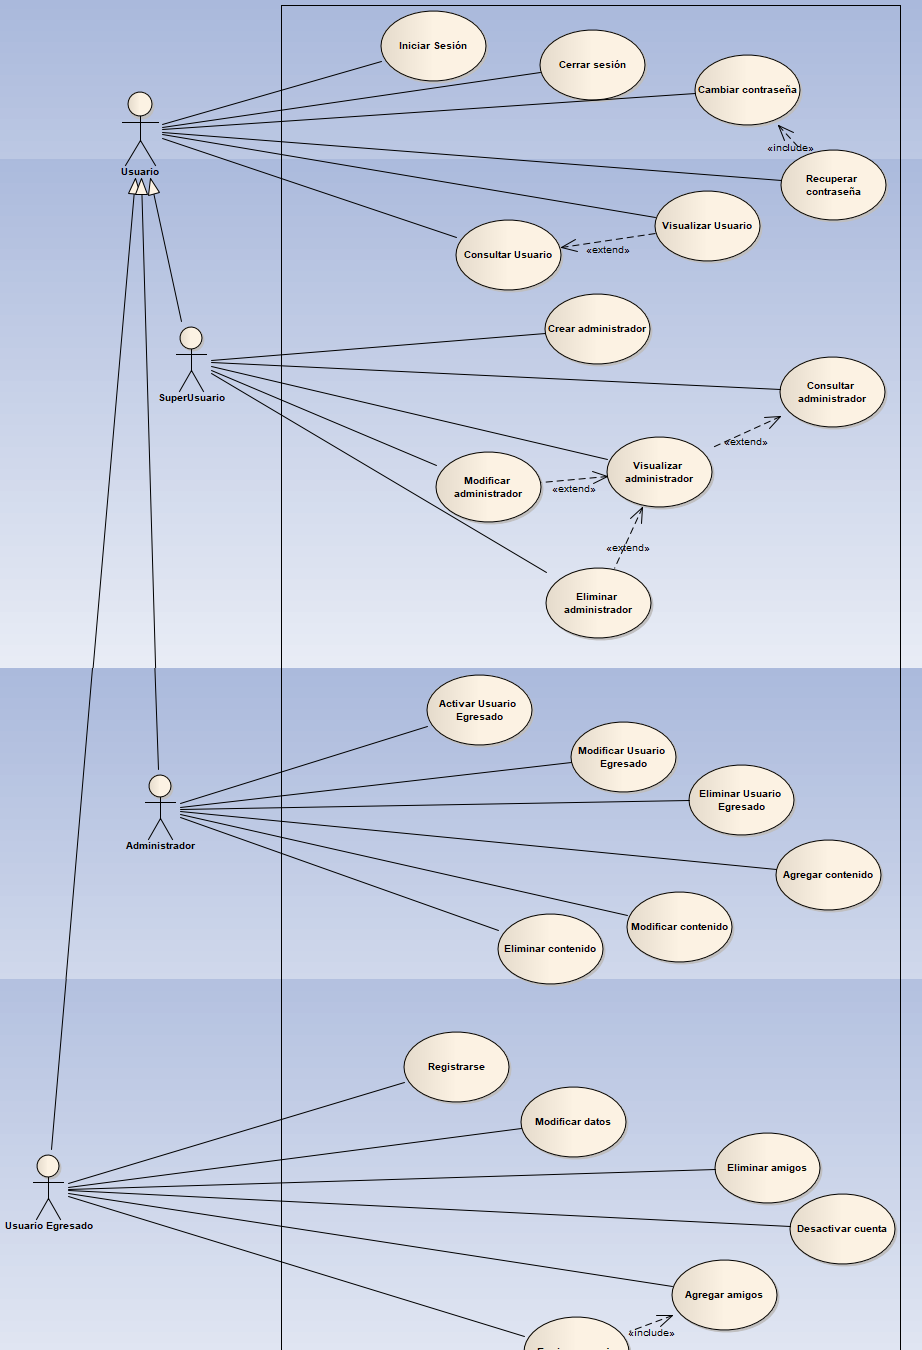 Iniciar Sesión
Cerrar sesión
Cambiar contraseña
«include»
Usuario
Recuperar
contraseña
Visualizar Usuario
«extend»
Consultar Usuario
Crear administrador
SuperUsuario
Consultar
administrador
«extend»
Visualizar
administrador
Modificar
administrador
«extend»
«extend»
Eliminar
administrador
Activar Usuario
Egresado
Modificar Usuario
Egresado
Eliminar Usuario
Egresado
Administrador
Agregar contenido
Modificar contenido
Eliminar contenido
Registrarse
Modificar datos
Eliminar amigos
Usuario Egresado
Desactivar cuenta
Agregar amigos
«include»